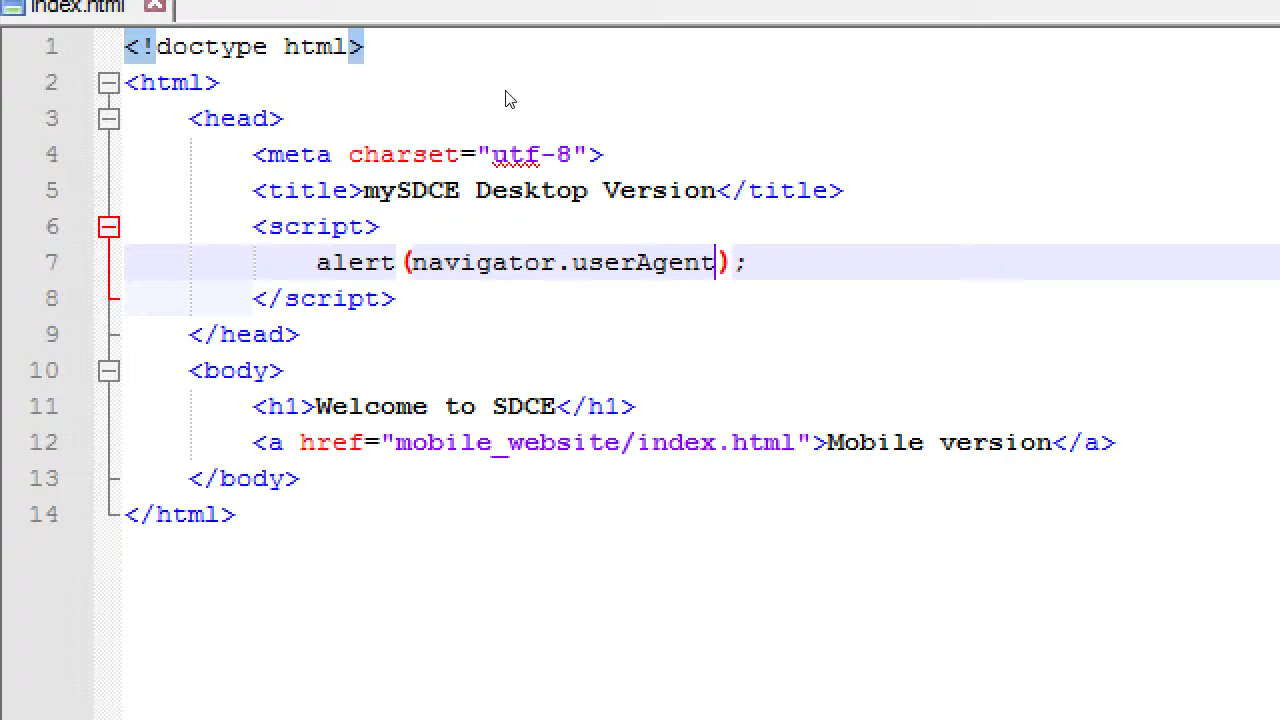 index.html
1 <!doctype html>
2 <html>
3 <head>
4 <meta charset="utf-8">
5 <title>mySDCE Desktop Version</title>
6 <script>
7 alert(navigator.userAgent);
8 </script>
9 </head>
10 <body>
11 <h1>Welcome to SDCE</h1>
12 <a href="mobile_website/index.html">Mobile version</a>
13 </body>
14 </html>